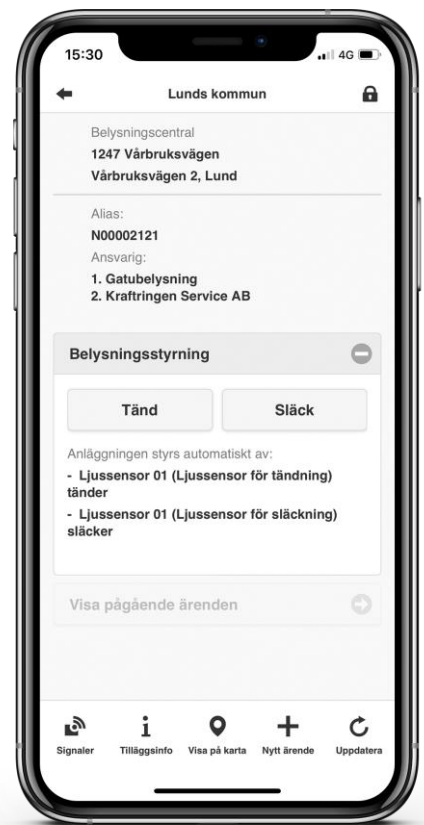 15:30 4G
Lunds kommun
Belysningscentral
1247 Vårbruksvägen
Vårbruksvägen 2, Lund
Alias:
N00002121
Ansvarig:
1. Gatubelysning
2. Kraftringen Service AB
Belysningsstyrning
Tänd Släck
Anläggningen styrs automatiskt av:
- Ljussensor 01 (Ljussensor för tändning)
tänder
- Ljussensor 01 (Ljussensor för släckning)
släcker
Visa pågående ärenden
Signaler Tilläggsinfo Visa på karta Nytt ärende Uppdatera